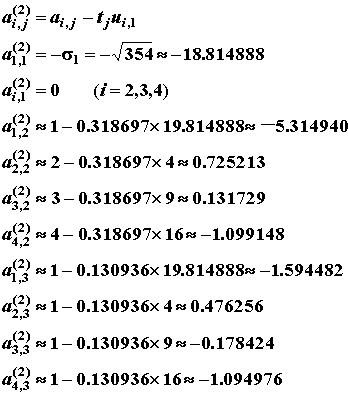 a_{i,j}^{(2)} = a_{i,j} − t_j u_{i,1}
a_{1,1}^{(2)} = −σ_1 = −√354 ≈ −18.814888
a_{i,1}^{(2)} = 0 (i = 2,3,4)
a_{1,2}^{(2)} ≈ 1 − 0.318697 × 19.814888 ≈ −5.314940
a_{2,2}^{(2)} ≈ 2 − 0.318697 × 4 ≈ 0.725213
a_{3,2}^{(2)} ≈ 3 − 0.318697 × 9 ≈ 0.131729
a_{4,2}^{(2)} ≈ 4 − 0.318697 × 16 ≈ −1.099148
a_{1,3}^{(2)} ≈ 1 − 0.130936 × 19.814888 ≈ −1.594482
a_{2,3}^{(2)} ≈ 1 − 0.130936 × 4 ≈ 0.476256
a_{3,3}^{(2)} ≈ 1 − 0.130936 × 9 ≈ −0.178424
a_{4,3}^{(2)} ≈ 1 − 0.130936 × 16 ≈ −1.094976